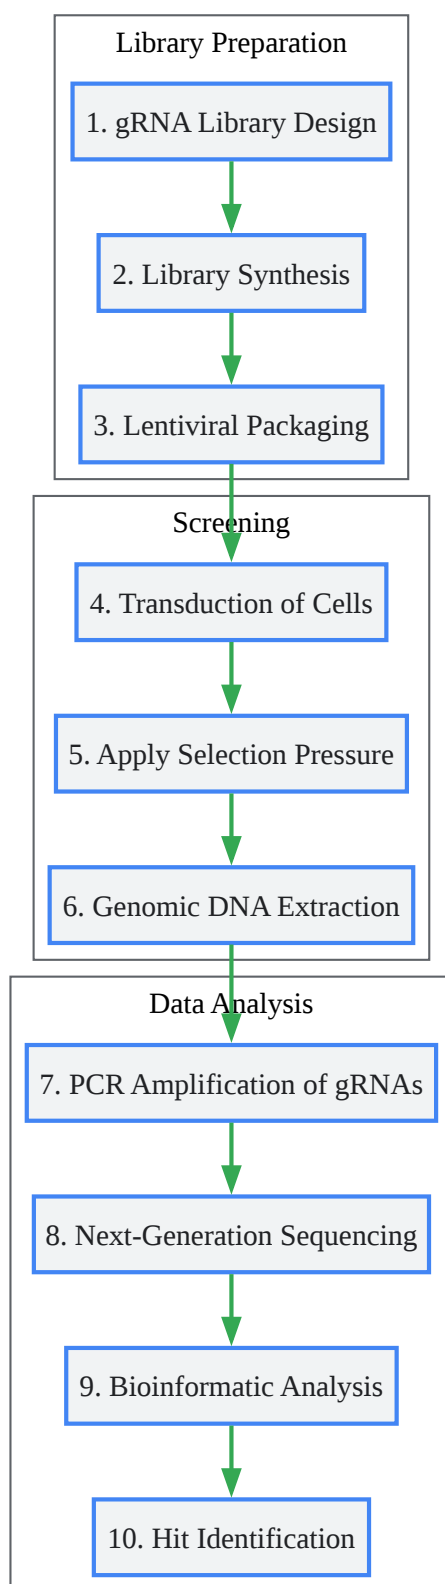 Library Preparation
1. gRNA Library Design
2. Library Synthesis
3. Lentiviral Packaging
Screening
4. Transduction of Cells
5. Apply Selection Pressure
6. Genomic DNA Extraction
Data Analysis
7. PCR Amplification of gRNAs
8. Next-Generation Sequencing
9. Bioinformatic Analysis
10. Hit Identification